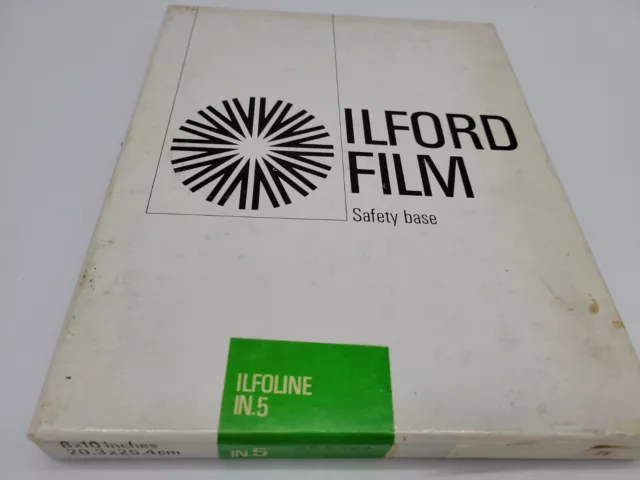 ILFORD
FILM
Safety base
ILFOLINE
IN.5
8x10 inches
20.3x25.4cm
IN.5